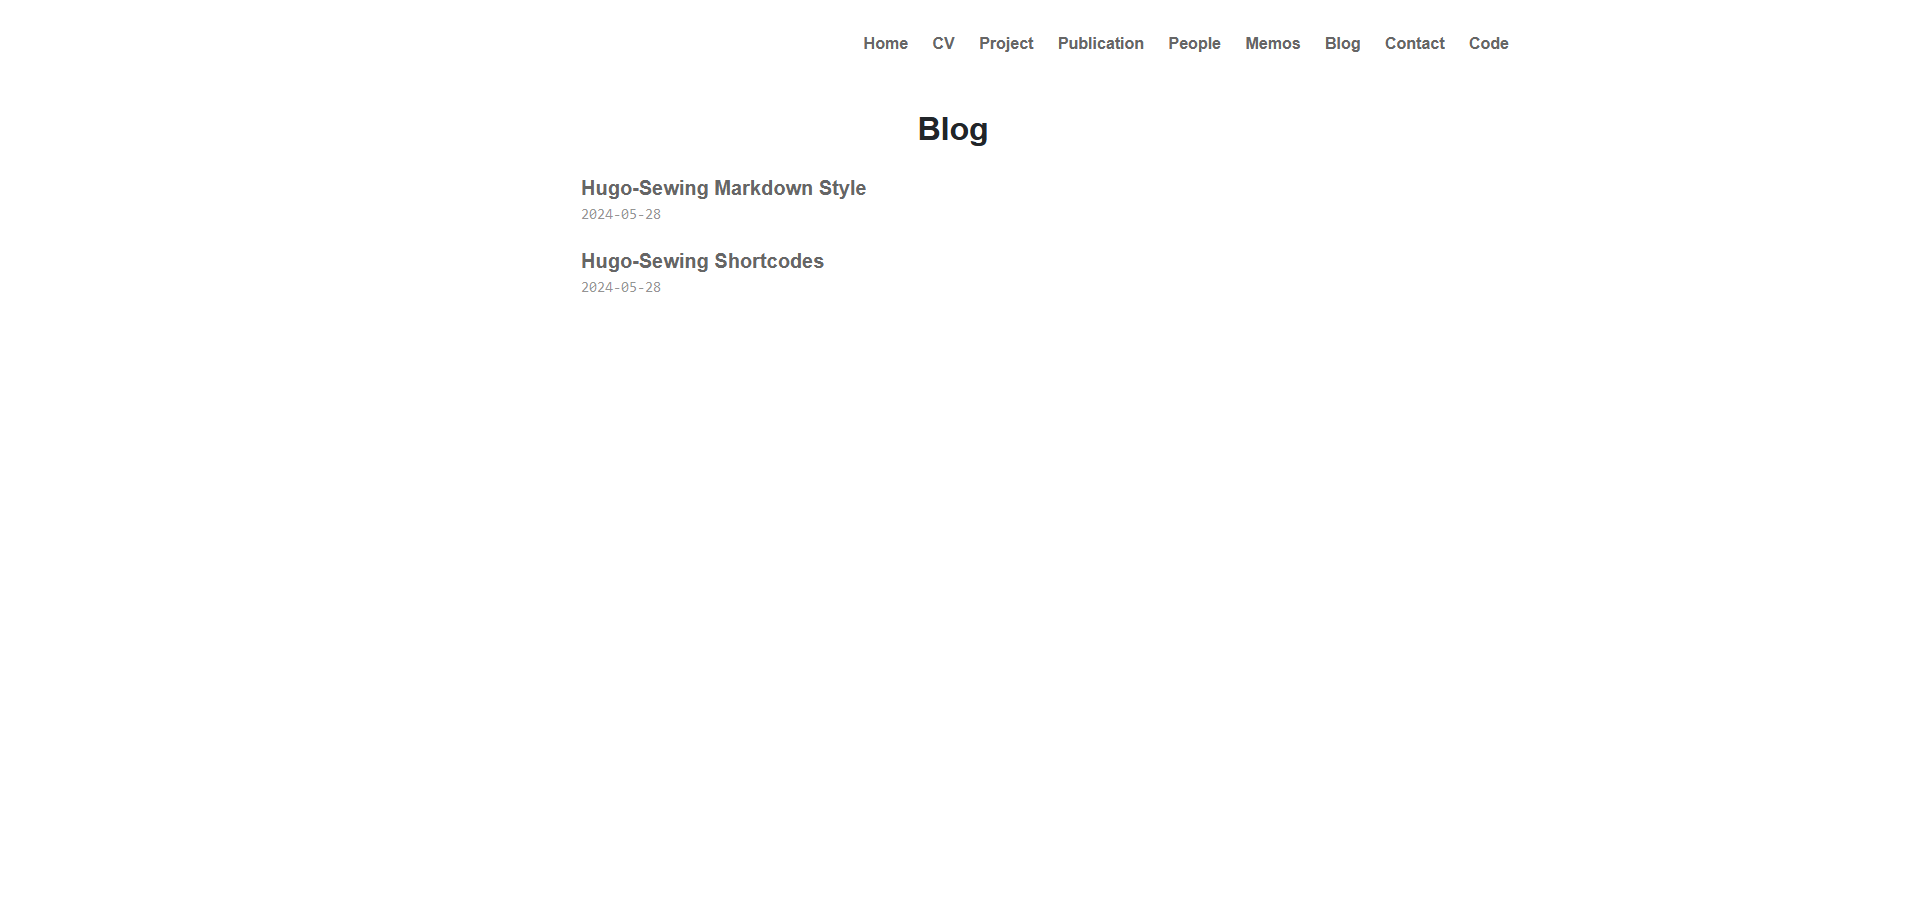 Home CV Project Publication People Memos Blog Contact Code
Blog
Hugo-Sewing Markdown Style
2024-05-28
Hugo-Sewing Shortcodes
2024-05-28